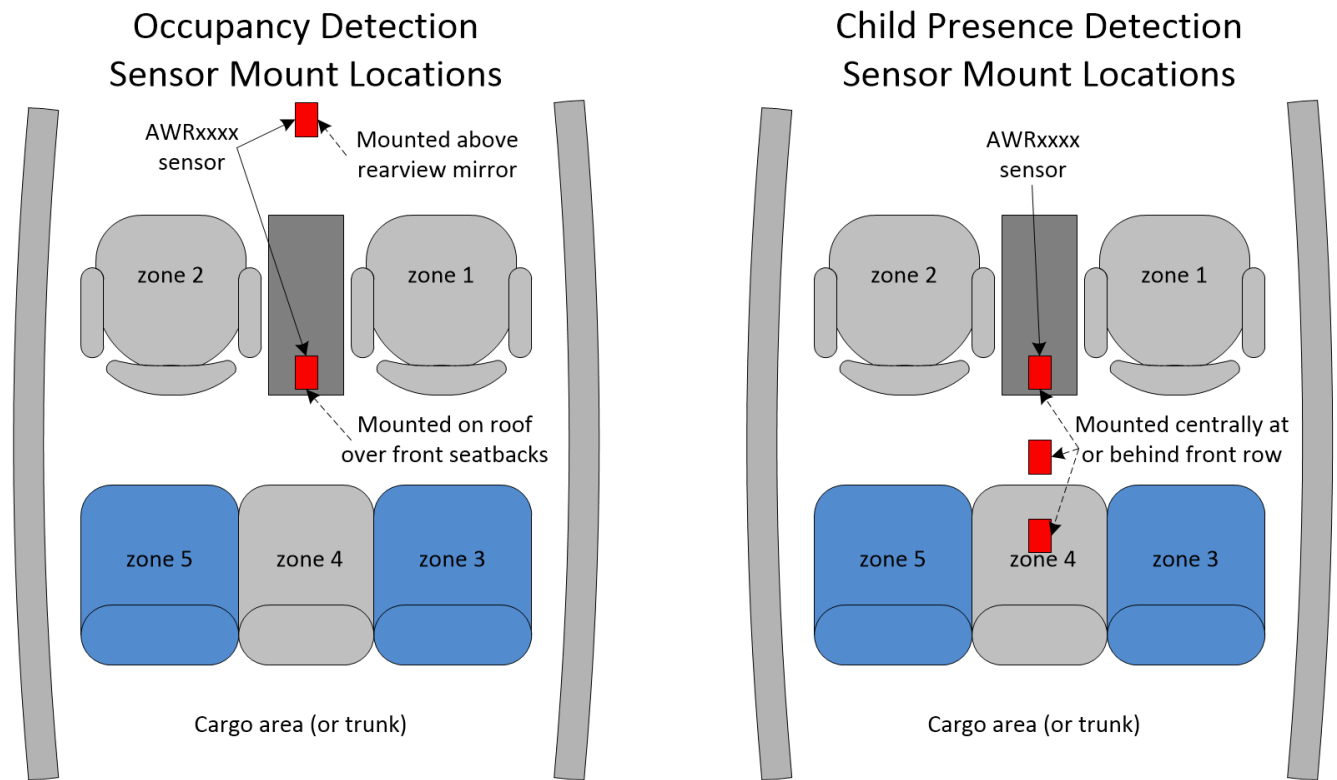 Occupancy Detection
Sensor Mount Locations
AWRxxxx
sensor
Mounted above
rearview mirror
zone 2
zone 1
Mounted on roof
over front seatbacks
zone 5
zone 4
zone 3
Cargo area (or trunk)
Child Presence Detection
Sensor Mount Locations
AWRxxxx
sensor
zone 2
zone 1
Mounted centrally at
or behind front row
zone 5
zone 4
zone 3
Cargo area (or trunk)